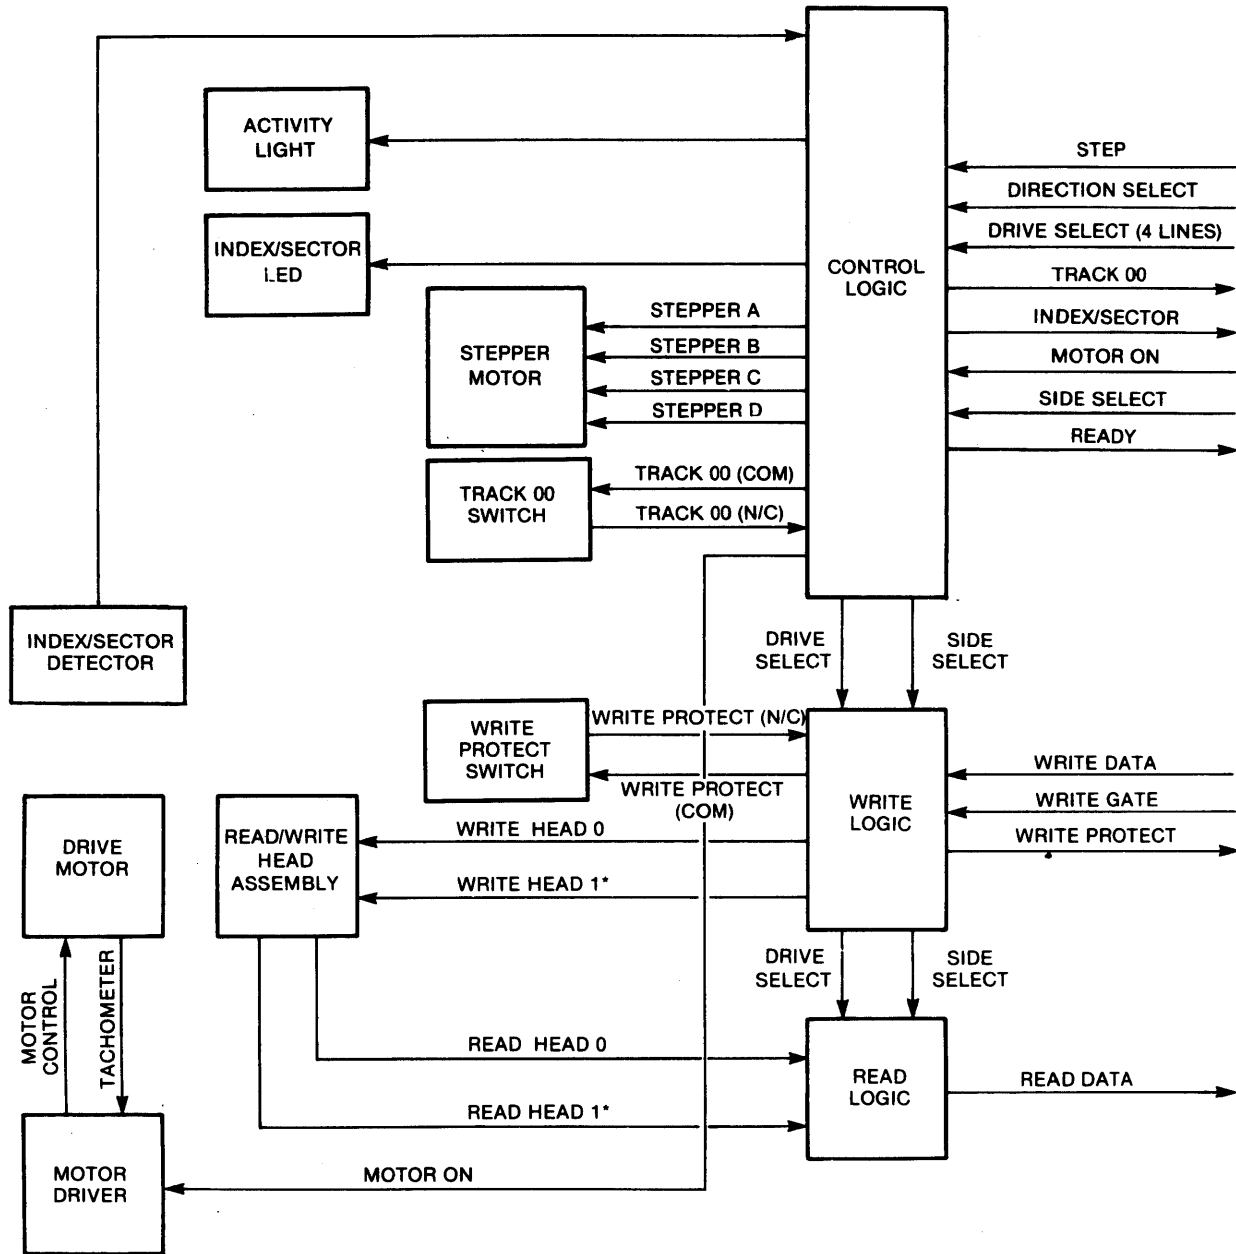 ACTIVITY
LIGHT
INDEX/SECTOR
LED
STEPPER
MOTOR
STEPPER A
STEPPER B
STEPPER C
STEPPER D
TRACK 00
SWITCH
TRACK 00 (COM)
TRACK 00 (N/C)
CONTROL
LOGIC
STEP
DIRECTION SELECT
DRIVE SELECT (4 LINES)
TRACK 00
INDEX/SECTOR
MOTOR ON
SIDE SELECT
READY
INDEX/SECTOR
DETECTOR
DRIVE
SELECT
SIDE
SELECT
WRITE
PROTECT
SWITCH
WRITE PROTECT (N/C)
WRITE PROTECT
(COM)
WRITE
LOGIC
WRITE DATA
WRITE GATE
WRITE PROTECT
DRIVE
MOTOR
READ/WRITE
HEAD
ASSEMBLY
WRITE HEAD 0
WRITE HEAD 1*
DRIVE
SELECT
SIDE
SELECT
MOTOR
CONTROL
TACHOMETER
READ HEAD 0
READ HEAD 1*
READ
LOGIC
READ DATA
MOTOR
DRIVER
MOTOR ON